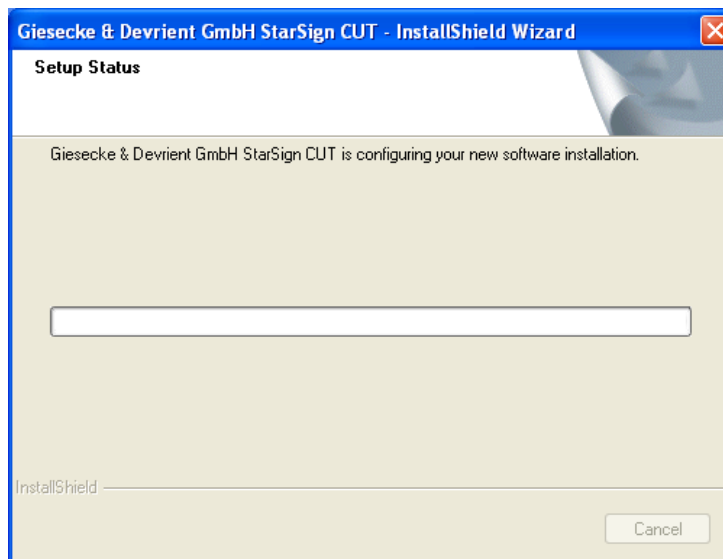 Giesecke & Devrient GmbH StarSign CUT - InstallShield Wizard
Setup Status
Giesecke & Devrient GmbH StarSign CUT is configuring your new software installation.
InstallShield
Cancel